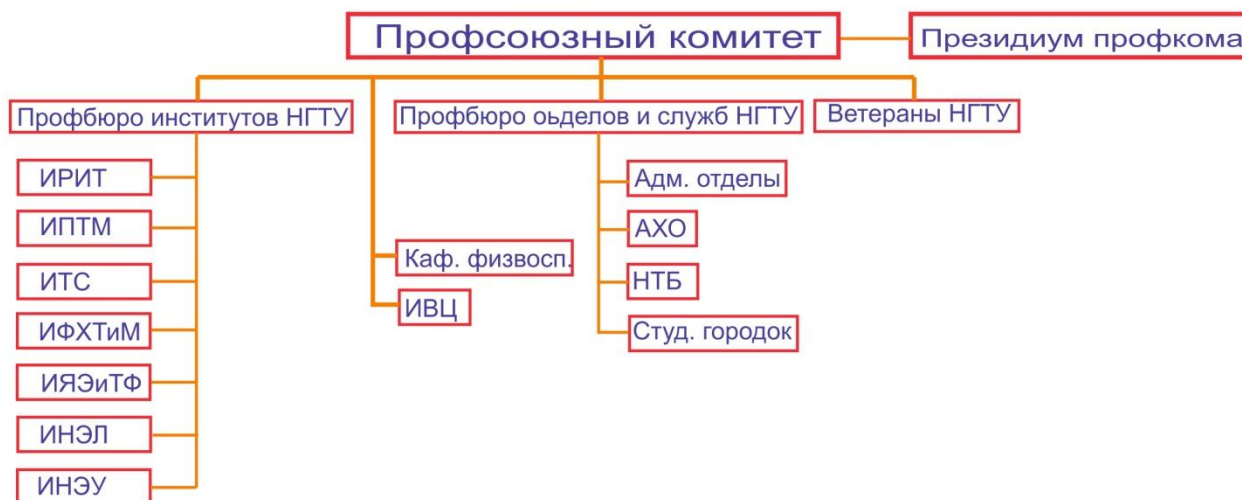 Профсоюзный комитет
Президиум профкома
Профбюро институтов НГТУ
Профбюро оьделов и служб НГТУ
Ветераны НГТУ
ИРИТ
ИПТМ
ИТС
ИФХТиМ
ИЯЭиТФ
ИНЭЛ
ИНЭУ
Каф. физвосп.
ИВЦ
Адм. отделы
АХО
НТБ
Студ. городок